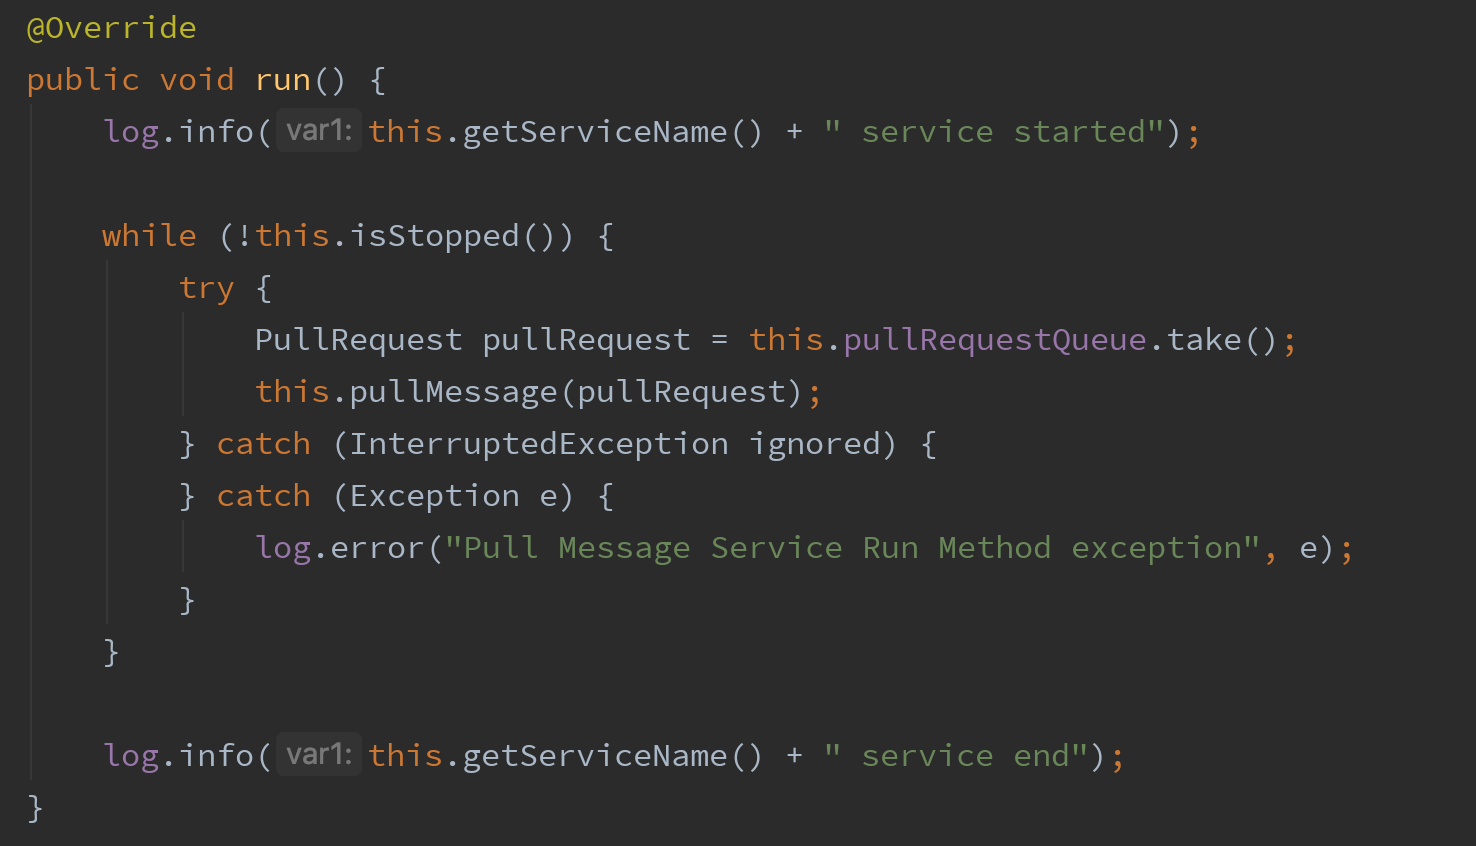 @Override
public void run() {
    log.info( var1: this.getServiceName() + " service started");

    while (!this.isStopped()) {
        try {
            PullRequest pullRequest = this.pullRequestQueue.take();
            this.pullMessage(pullRequest);
        } catch (InterruptedException ignored) {
        } catch (Exception e) {
            log.error("Pull Message Service Run Method exception", e);
        }
    }

    log.info( var1: this.getServiceName() + " service end");
}